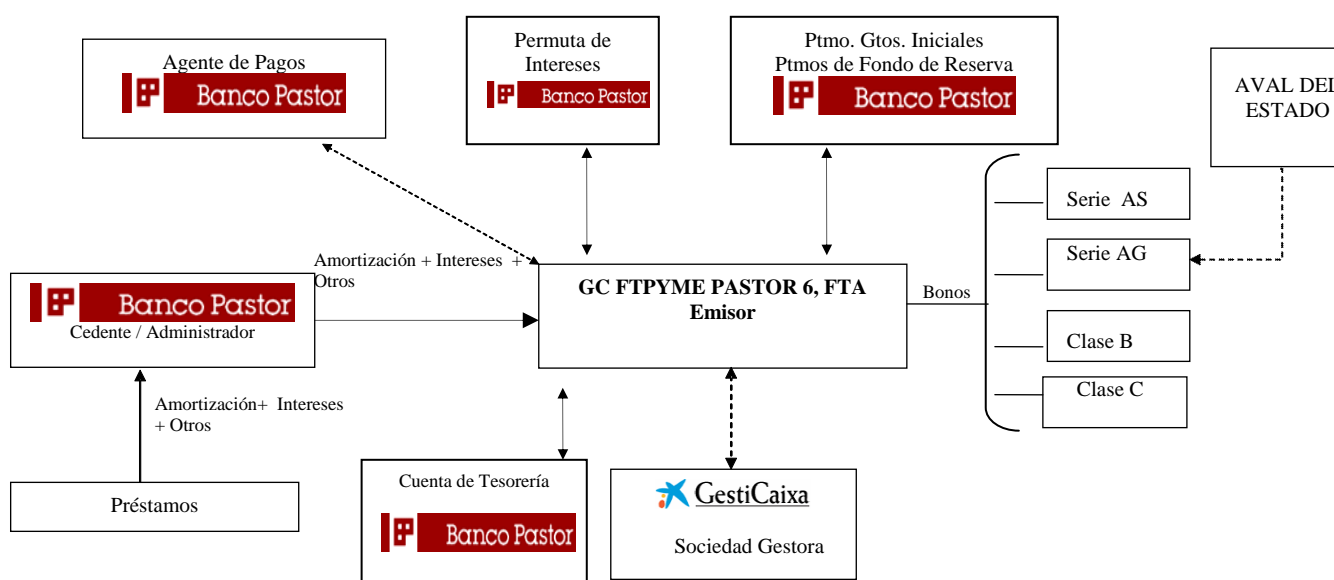 Agente de Pagos
Banco Pastor
Permuta de
Intereses
Banco Pastor
Ptmo. Gtos. Iniciales
Ptmos de Fondo de Reserva
Banco Pastor
AVAL DEL
ESTADO
Serie AS
Serie AG
Clase B
Clase C
Bonos
GC FTPYME PASTOR 6, FTA
Emisor
Amortización + Intereses +
Otros
Banco Pastor
Cedente / Administrador
Amortización+ Intereses
+ Otros
Préstamos
Cuenta de Tesorería
Banco Pastor
GestiCaixa
Sociedad Gestora